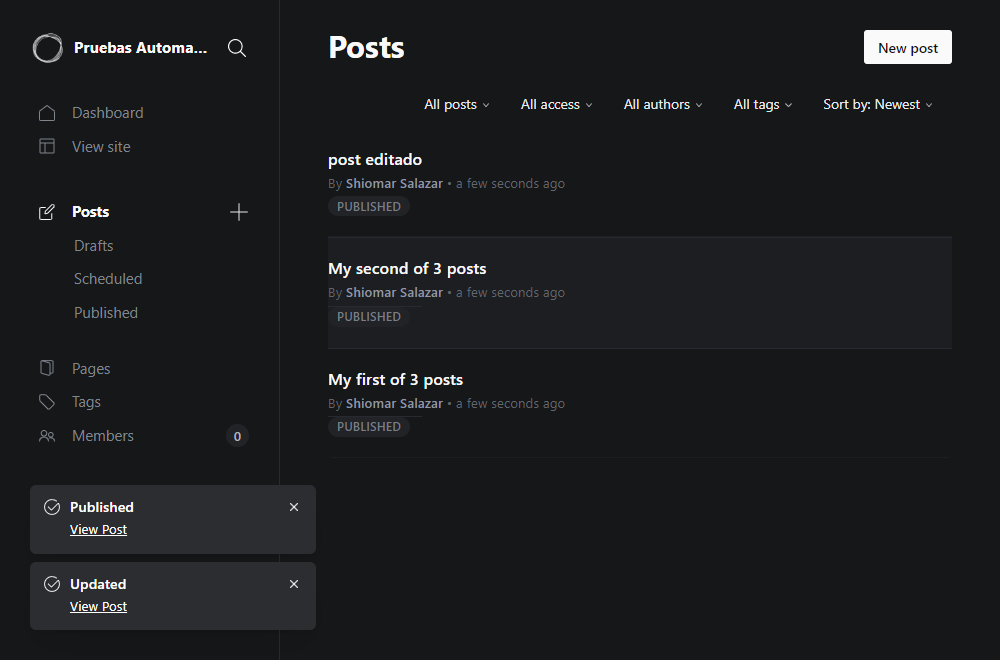 Pruebas Automa...
Dashboard
View site
Posts
Drafts
Scheduled
Published
Pages
Tags
Members 0
Published
View Post
Updated
View Post
Posts
New post
All posts All access All authors All tags Sort by: Newest
post editado
By Shiomar Salazar • a few seconds ago
PUBLISHED
My second of 3 posts
By Shiomar Salazar • a few seconds ago
PUBLISHED
My first of 3 posts
By Shiomar Salazar • a few seconds ago
PUBLISHED